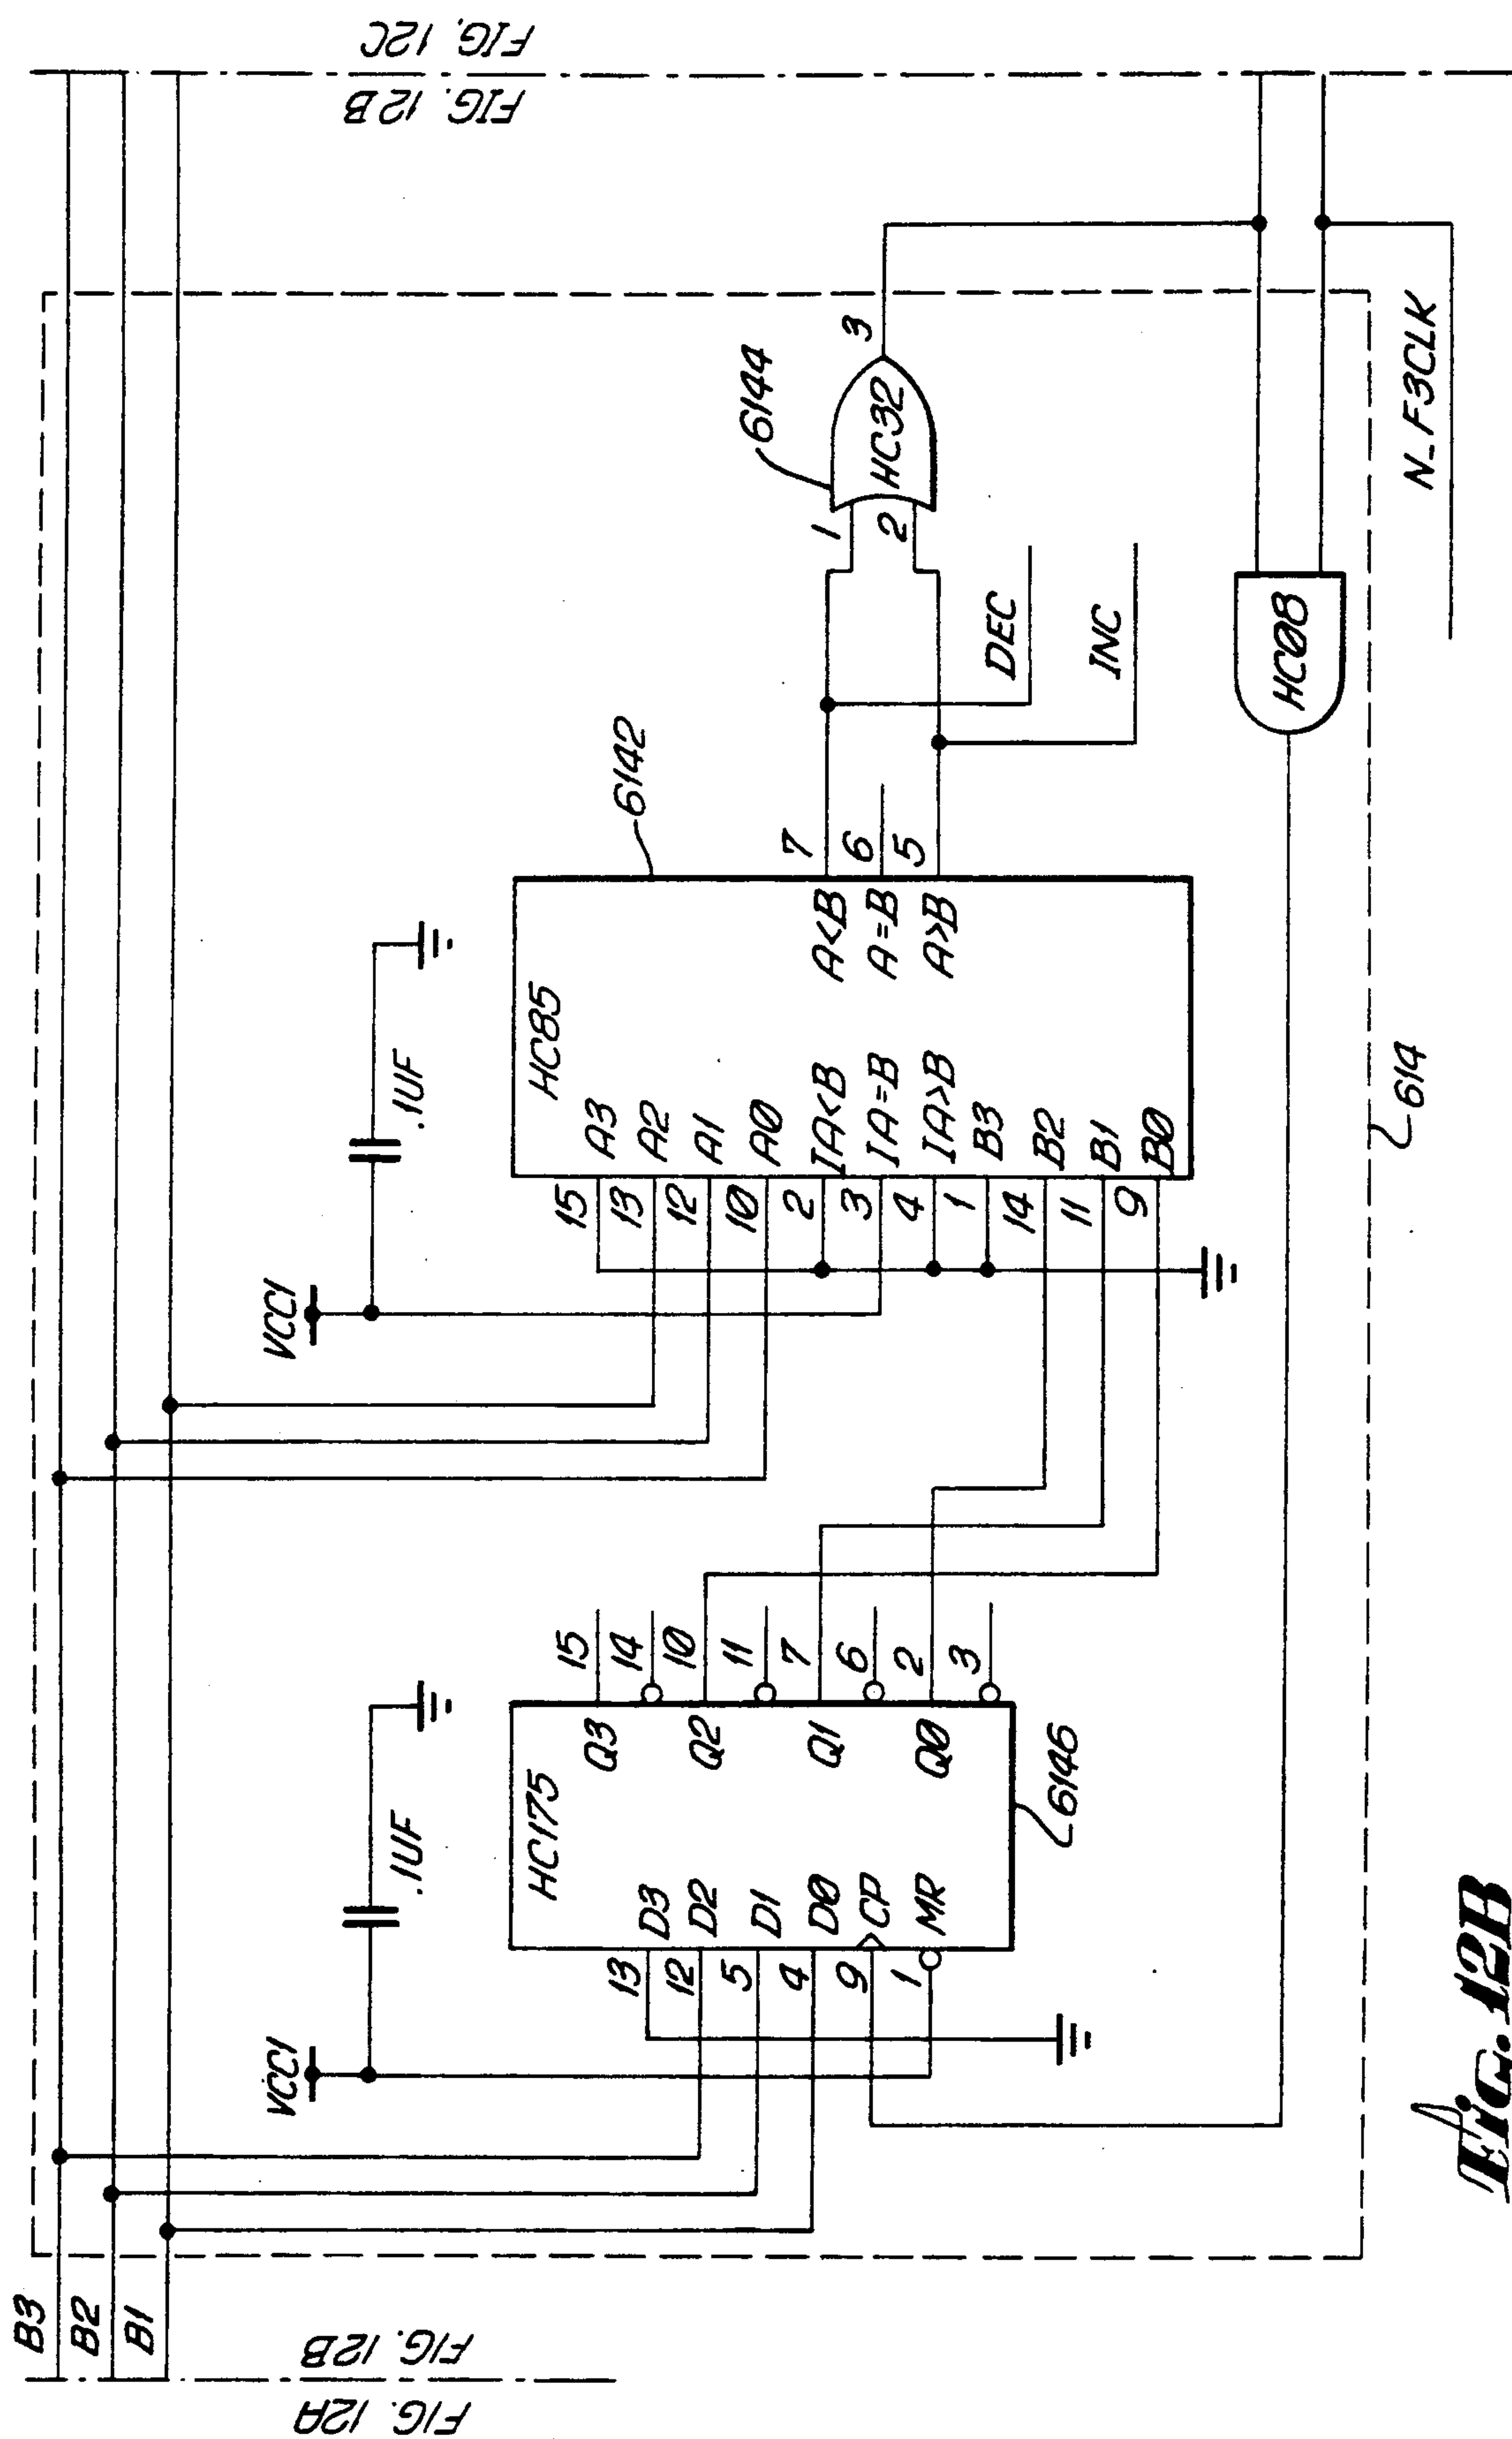 FIG. 12A
FIG. 12B
FIG. 12B
FIG. 12C
B3
B2
B1
VCC1
.1UF
HC175
13 D3
12 D2
5 D1
4 D0
9 CP
1 MR
Q3 15
14
Q2 10
11
Q1 7
6
Q0 2
3
6146
VCC1
.1UF
HC85
15 A3
13 A2
12 A1
10 A0
2 IA<B
3 IA=B
4 IA>B
1 B3
14 B2
11 B1
9 B0
A<B 7
A=B 6
A>B 5
6142
DEC
INC
6144
1
2
HC32
3
HC08
N_F3CLK
614
Fig. 12B